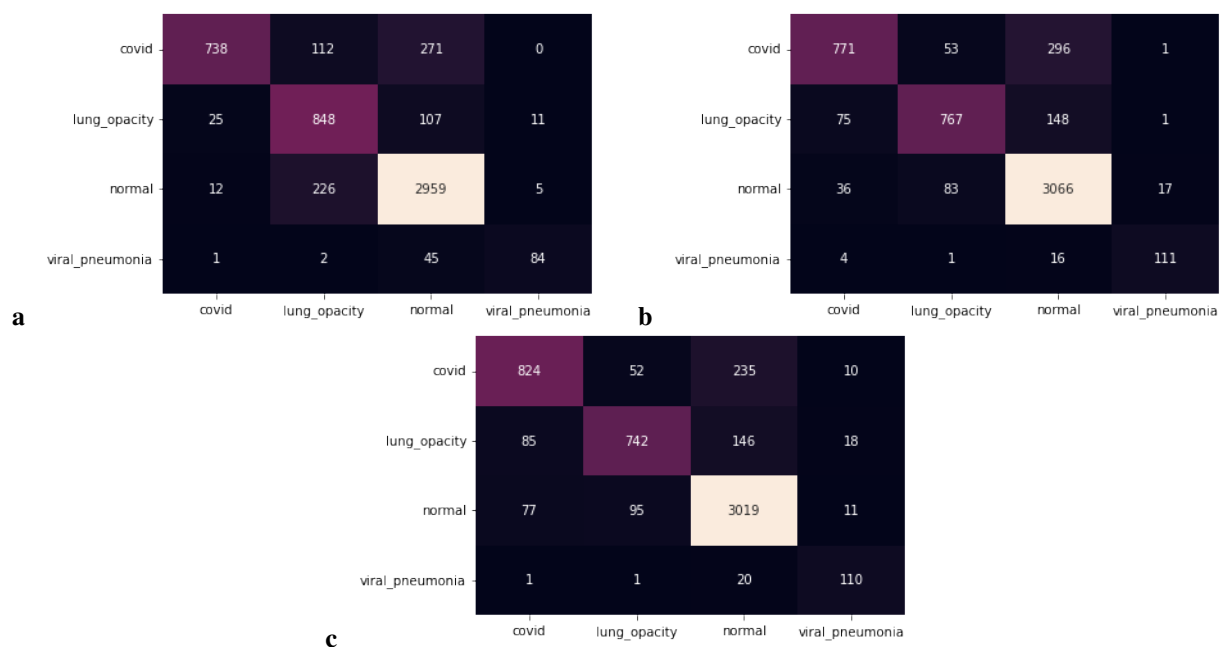 covid 738 112 271 0
lung_opacity 25 848 107 11
normal 12 226 2959 5
viral_pneumonia 1 2 45 84
covid lung_opacity normal viral_pneumonia
a
covid 771 53 296 1
lung_opacity 75 767 148 1
normal 36 83 3066 17
viral_pneumonia 4 1 16 111
covid lung_opacity normal viral_pneumonia
b
covid 824 52 235 10
lung_opacity 85 742 146 18
normal 77 95 3019 11
viral_pneumonia 1 1 20 110
covid lung_opacity normal viral_pneumonia
c